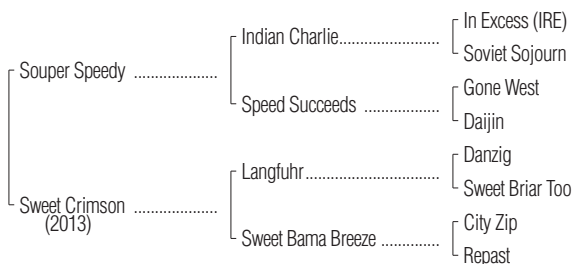 In Excess (IRE)
Indian Charlie
Soviet Sojourn
Souper Speedy
Gone West
Speed Succeeds
Daijin
Danzig
Langfuhr
Sweet Briar Too
Sweet Crimson
(2013)
City Zip
Sweet Bama Breeze
Repast